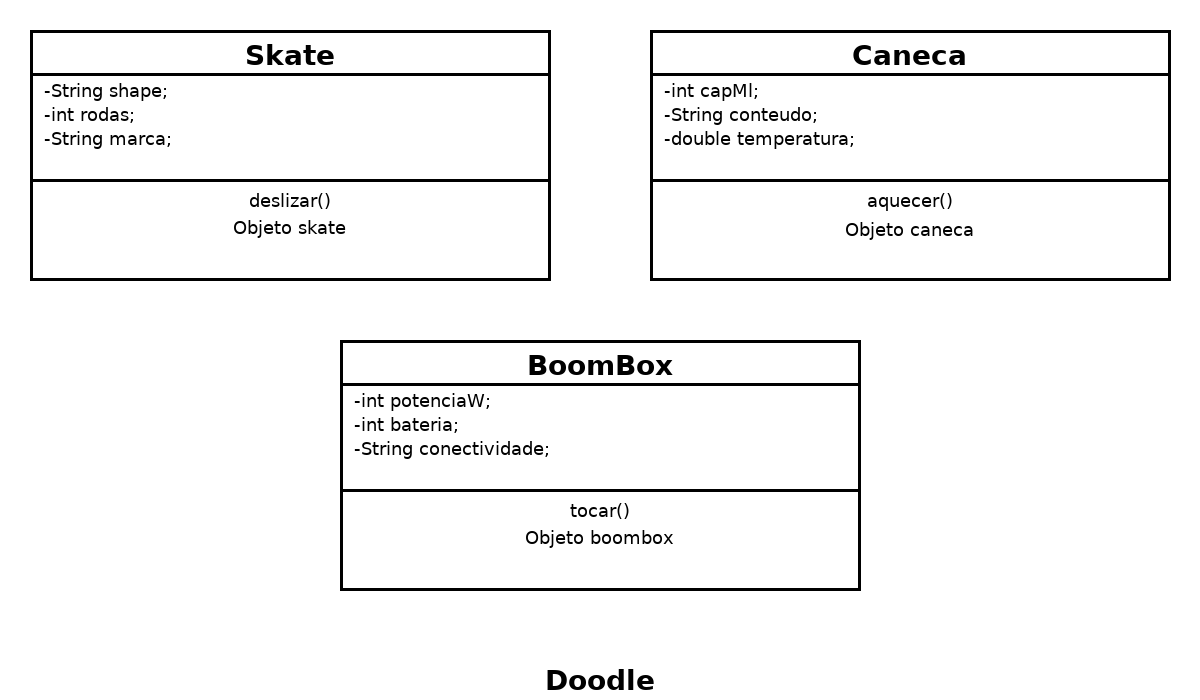 Skate
-String shape;
-int rodas;
-String marca;
deslizar()
Objeto skate
Caneca
-int capMl;
-String conteudo;
-double temperatura;
aquecer()
Objeto caneca
BoomBox
-int potenciaW;
-int bateria;
-String conectividade;
tocar()
Objeto boombox
Doodle